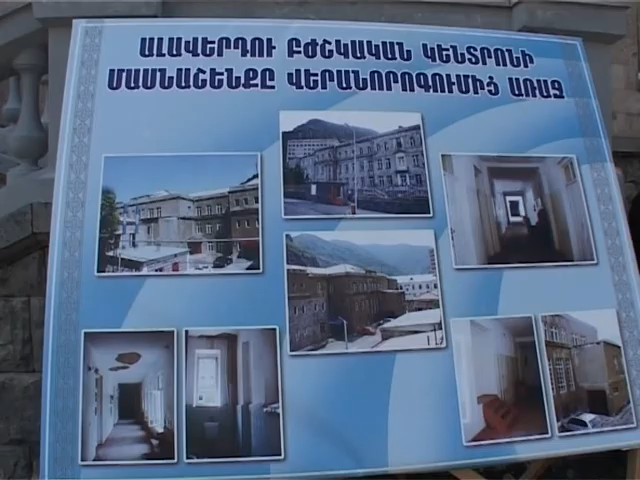 ԱԼԱՎԵՐԴՈՒ ԲԺՇԿԱԿԱՆ ԿԵՆՏՐՈՆԻ
ՄԱՍՆԱՇԵՆՔԸ ՎԵՐԱՆՈՐՈԳՈՒՄԻՑ ԱՌԱՋ